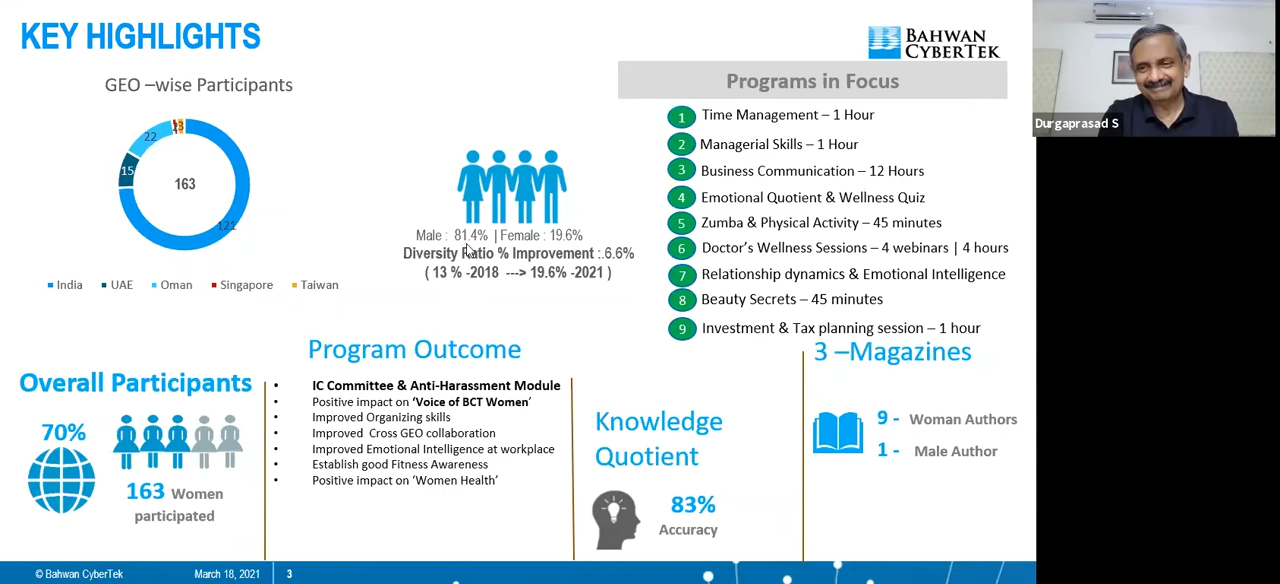 KEY HIGHLIGHTS
BAHWAN
CYBERTEK
GEO –wise Participants
22
3
15
163
121
India UAE Oman Singapore Taiwan
Male : 81.4% | Female : 19.6%
Diversity Ratio % Improvement :.6.6%
( 13 % -2018 ---> 19.6% -2021 )
Programs in Focus
1 Time Management – 1 Hour
2 Managerial Skills – 1 Hour
3 Business Communication – 12 Hours
4 Emotional Quotient & Wellness Quiz
5 Zumba & Physical Activity – 45 minutes
6 Doctor's Wellness Sessions – 4 webinars | 4 hours
7 Relationship dynamics & Emotional Intelligence
8 Beauty Secrets – 45 minutes
9 Investment & Tax planning session – 1 hour
Durgaprasad S
Overall Participants
70%
163 Women
participated
Program Outcome
• IC Committee & Anti-Harassment Module
• Positive impact on ‘Voice of BCT Women’
• Improved Organizing skills
• Improved Cross GEO collaboration
• Improved Emotional Intelligence at workplace
• Establish good Fitness Awareness
• Positive impact on ‘Women Health’
Knowledge
Quotient
83%
Accuracy
3 –Magazines
9 - Woman Authors
1 - Male Author
© Bahwan CyberTek March 18, 2021 3